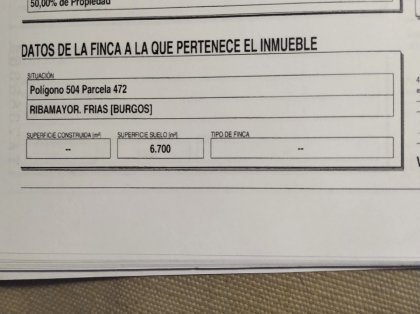 50,00% de Propiedad
DATOS DE LA FINCA A LA QUE PERTENECE EL INMUEBLE
SITUACIÓN
Polígono 504 Parcela 472
RIBAMAYOR. FRIAS [BURGOS]
SUPERFICIE CONSTRUIDA [m²] SUPERFICIE SUELO [m²] TIPO DE FINCA
-- 6.700 --